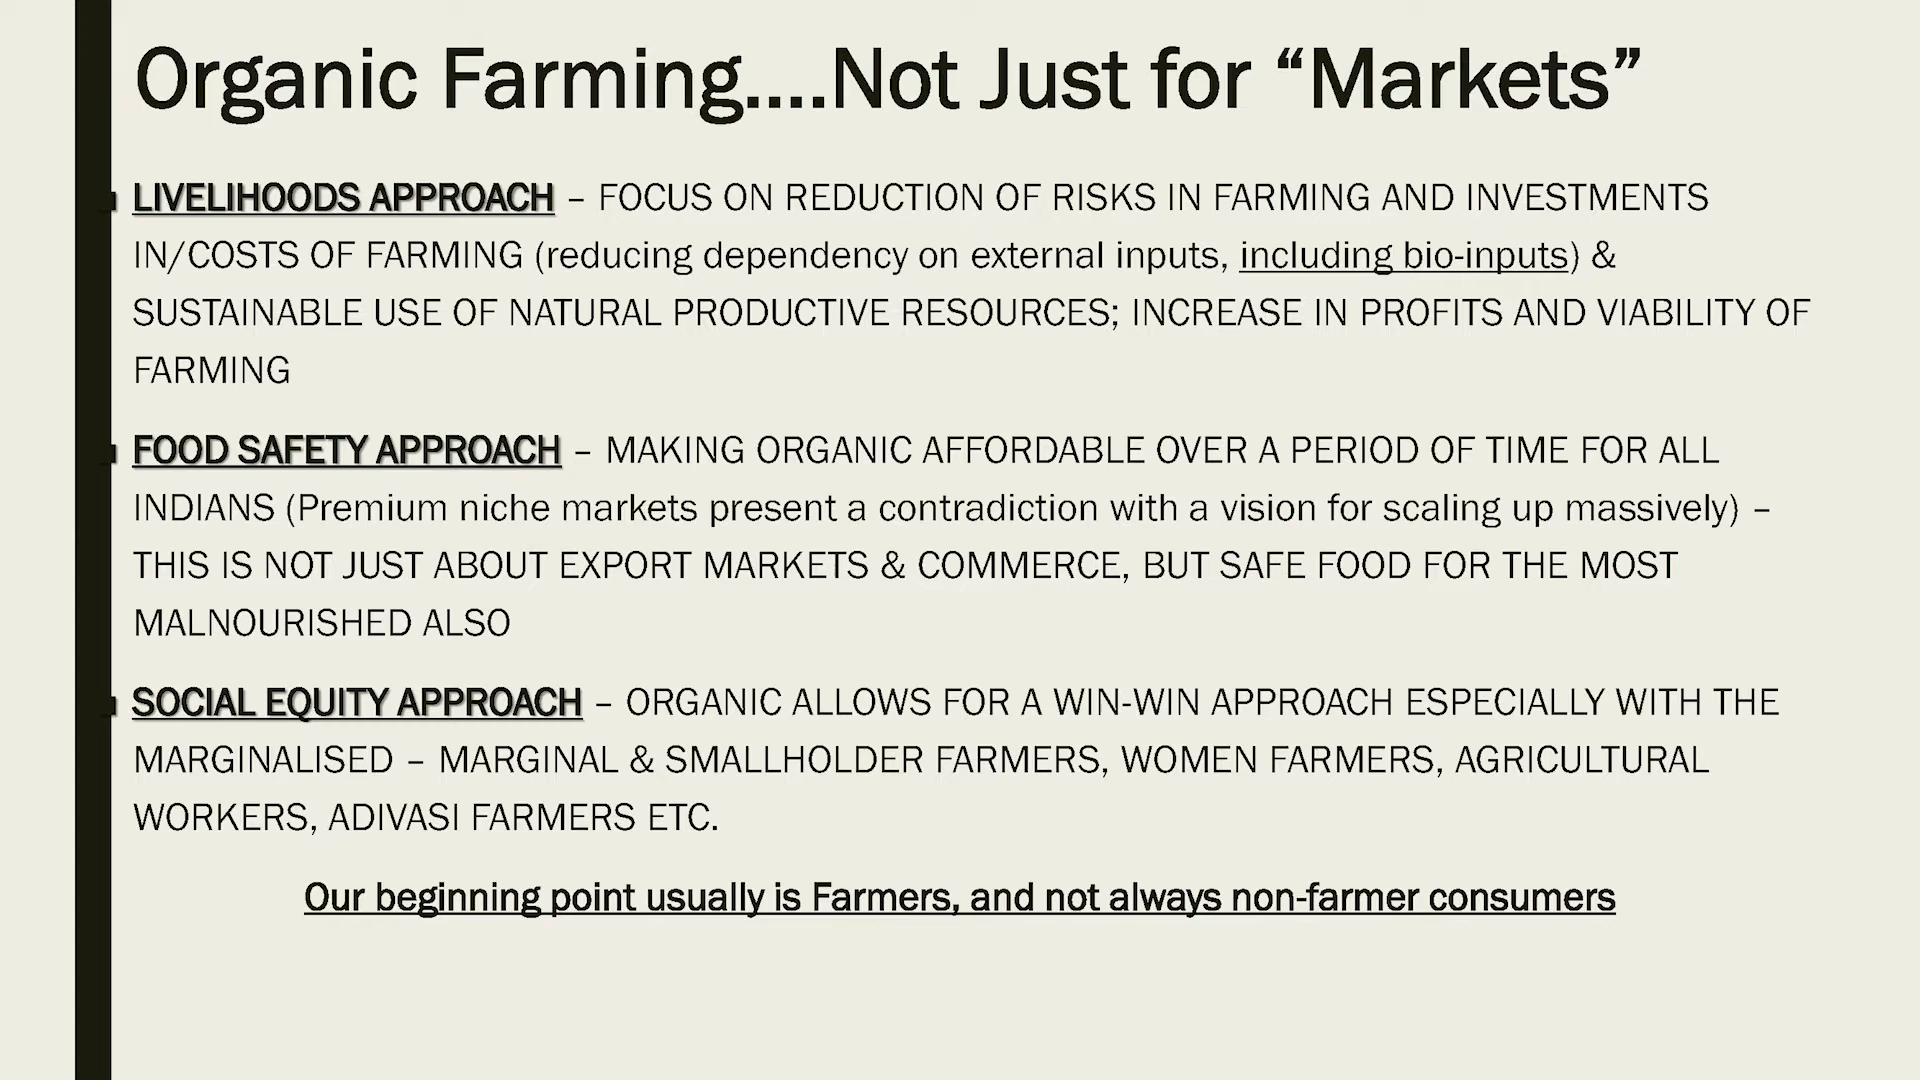 Organic Farming....Not Just for “Markets”
LIVELIHOODS APPROACH – FOCUS ON REDUCTION OF RISKS IN FARMING AND INVESTMENTS
IN/COSTS OF FARMING (reducing dependency on external inputs, including bio-inputs) &
SUSTAINABLE USE OF NATURAL PRODUCTIVE RESOURCES; INCREASE IN PROFITS AND VIABILITY OF
FARMING
FOOD SAFETY APPROACH – MAKING ORGANIC AFFORDABLE OVER A PERIOD OF TIME FOR ALL
INDIANS (Premium niche markets present a contradiction with a vision for scaling up massively) –
THIS IS NOT JUST ABOUT EXPORT MARKETS & COMMERCE, BUT SAFE FOOD FOR THE MOST
MALNOURISHED ALSO
SOCIAL EQUITY APPROACH – ORGANIC ALLOWS FOR A WIN-WIN APPROACH ESPECIALLY WITH THE
MARGINALISED – MARGINAL & SMALLHOLDER FARMERS, WOMEN FARMERS, AGRICULTURAL
WORKERS, ADIVASI FARMERS ETC.
Our beginning point usually is Farmers, and not always non-farmer consumers